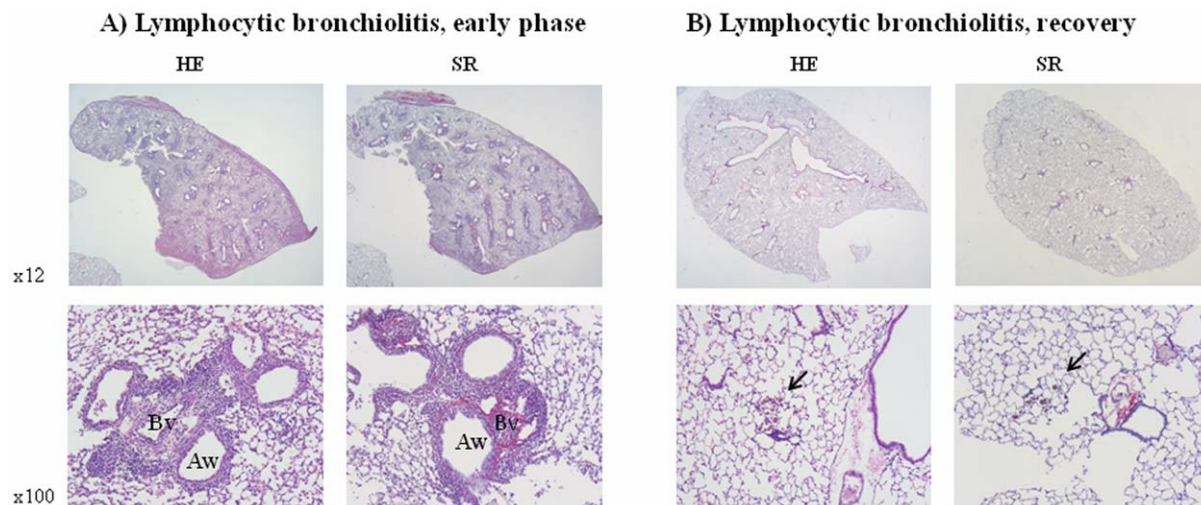 A) Lymphocytic bronchiolitis, early phase
B) Lymphocytic bronchiolitis, recovery
HE
SR
HE
SR
x12
x100
Bv
Aw
Aw
Bv